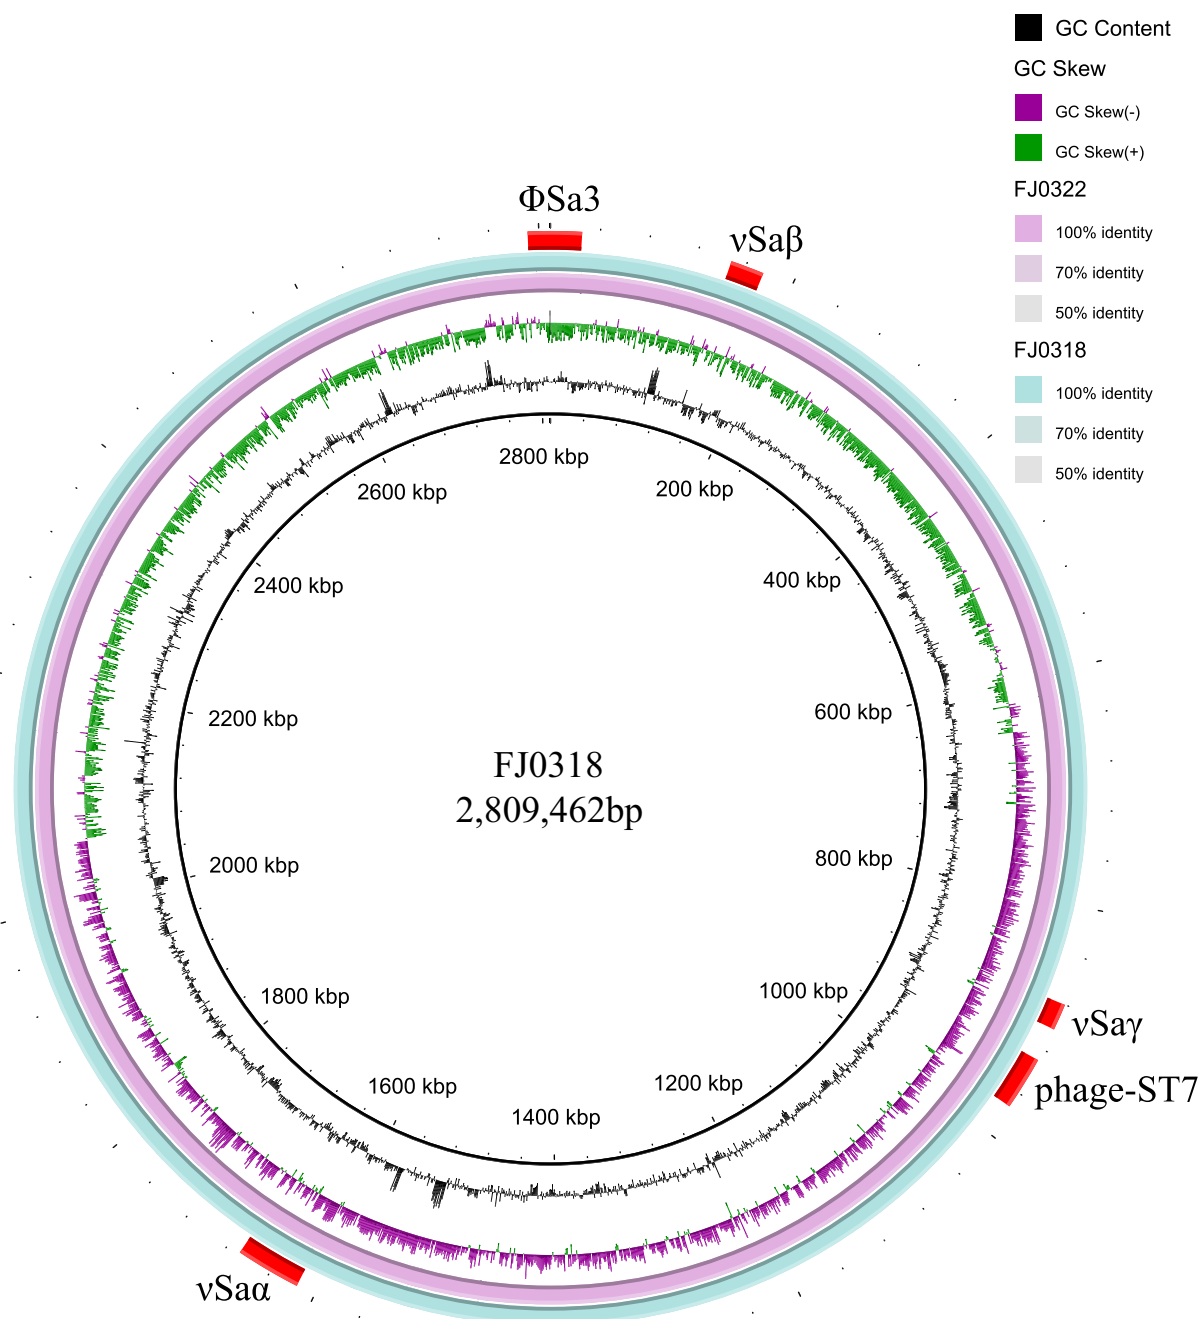 GC Content
GC Skew
GC Skew(-)
GC Skew(+)
FJ0322
100% identity
70% identity
50% identity
FJ0318
100% identity
70% identity
50% identity
ΦSa3
νSaβ
νSaγ
phage-ST7
νSaα
2800 kbp
200 kbp
400 kbp
600 kbp
800 kbp
1000 kbp
1200 kbp
1400 kbp
1600 kbp
1800 kbp
2000 kbp
2200 kbp
2400 kbp
2600 kbp
FJ0318
2,809,462bp